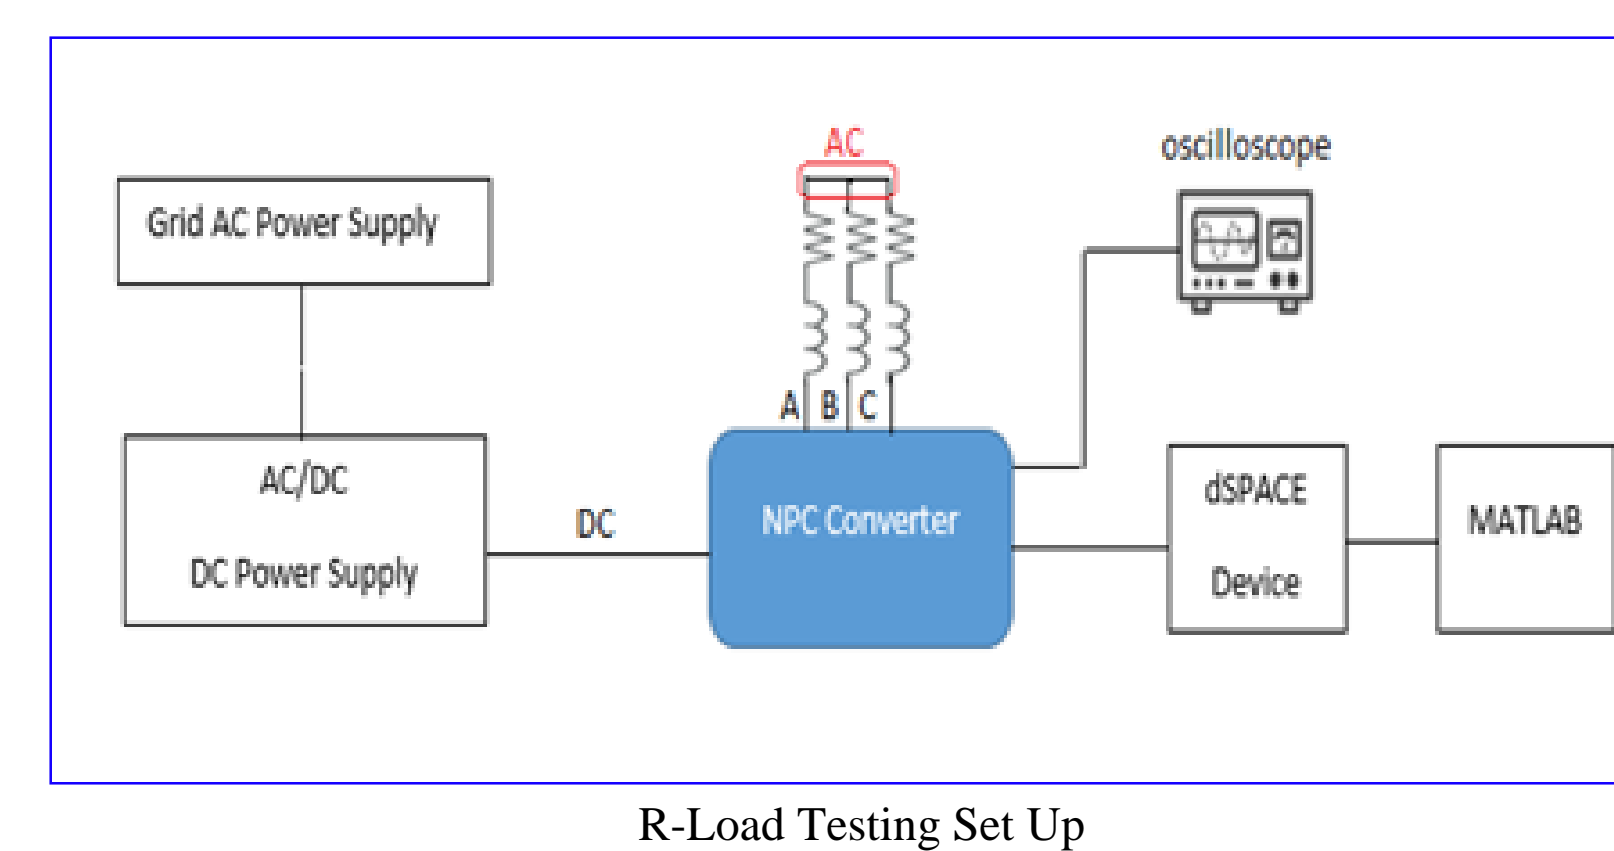 AC
oscilloscope
Grid AC Power Supply
A B C
AC/DC
DC Power Supply
DC
NPC Converter
dSPACE
Device
MATLAB
R-Load Testing Set Up